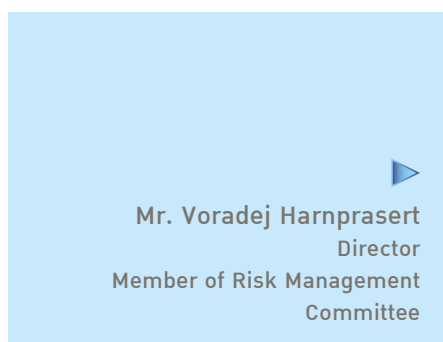 Mr. Voradej Harnprasert
Director
Member of Risk Management
Committee